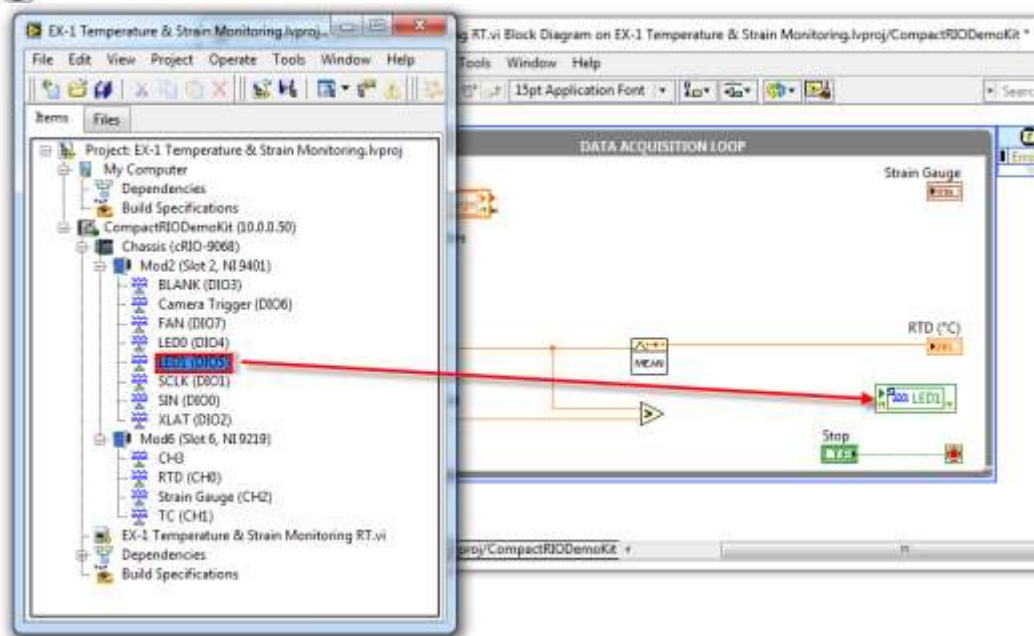 EX-1 Temperature & Strain Monitoring.lvproj...
File Edit View Project Operate Tools Window Help
Items Files
Project: EX-1 Temperature & Strain Monitoring.lvproj
My Computer
Dependencies
Build Specifications
CompactRIODemoKit (10.0.0.50)
Chassis (cRIO-9068)
Mod2 (Slot 2, NI 9401)
BLANK (DIO3)
Camera Trigger (DIO6)
FAN (DIO7)
LED0 (DIO4)
LED1 (DIO5)
SCLK (DIO1)
SIN (DIO0)
XLAT (DIO2)
Mod6 (Slot 6, NI 9219)
CH3
RTD (CH0)
Strain Gauge (CH2)
TC (CH1)
EX-1 Temperature & Strain Monitoring RT.vi
Dependencies
Build Specifications
ng RT.vi Block Diagram on EX-1 Temperature & Strain Monitoring.lvproj/CompactRIODemoKit *
Tools Window Help
15pt Application Font
Searc
DATA ACQUISITION LOOP
Strain Gauge
RTD (°C)
MEAN
LED1
Stop
TF
proj/CompactRIODemoKit